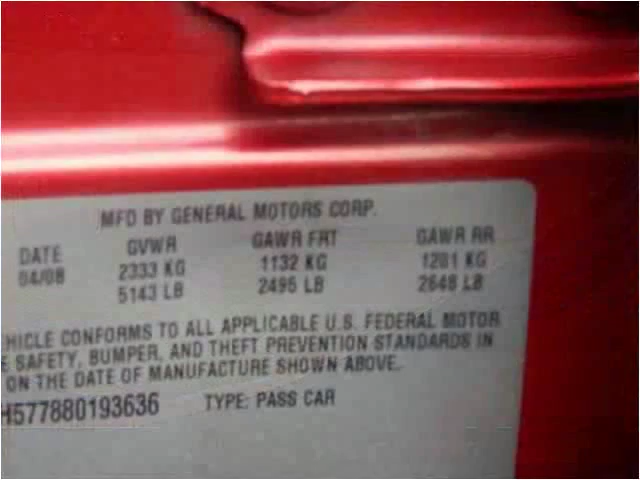 MFD BY GENERAL MOTORS CORP.
DATE GVWR GAWR FRT GAWR RR
04/08 2333 KG 1132 KG 1201 KG
5143 LB 2495 LB 2648 LB
EHICLE CONFORMS TO ALL APPLICABLE U.S. FEDERAL MOTOR
E SAFETY, BUMPER, AND THEFT PREVENTION STANDARDS IN
ON THE DATE OF MANUFACTURE SHOWN ABOVE.
H577880193636 TYPE: PASS CAR